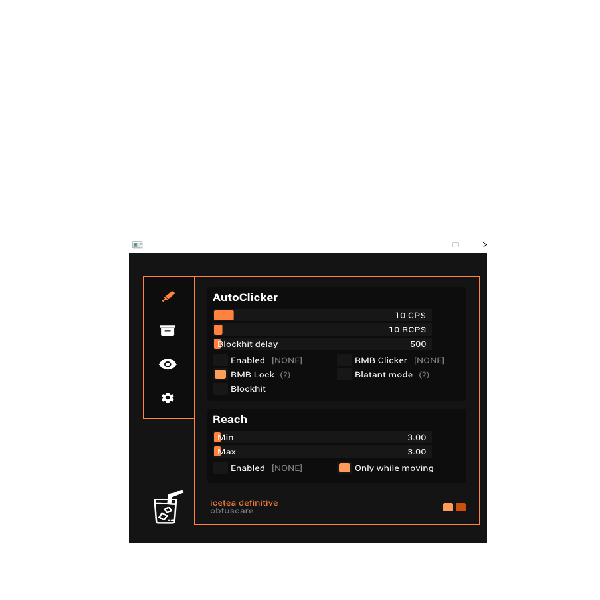 AutoClicker
10 CPS
10 RCPS
Blockhit delay 500
Enabled [NONE] RMB Clicker [NONE]
RMB Lock (?) Blatant mode (?)
Blockhit
Reach
Min 3.00
Max 3.00
Enabled [NONE] Only while moving
icetea definitive
obfuscare